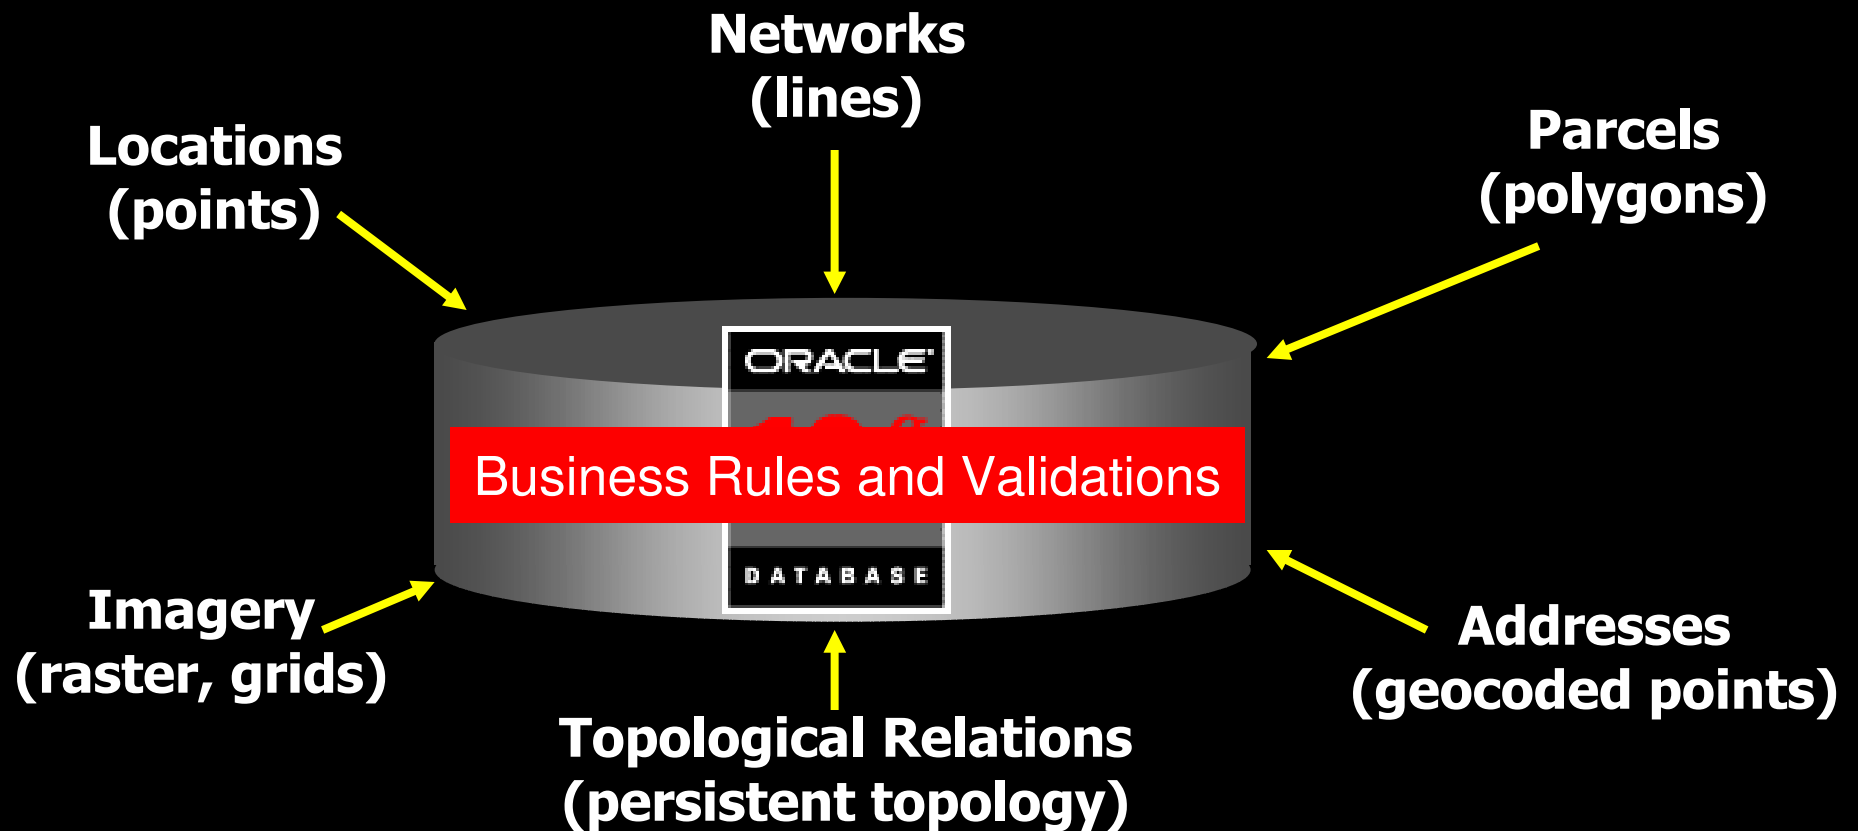 Networks
(lines)
Locations
(points)
Parcels
(polygons)
ORACLE
Business Rules and Validations
DATABASE
Imagery
(raster, grids)
Addresses
(geocoded points)
Topological Relations
(persistent topology)